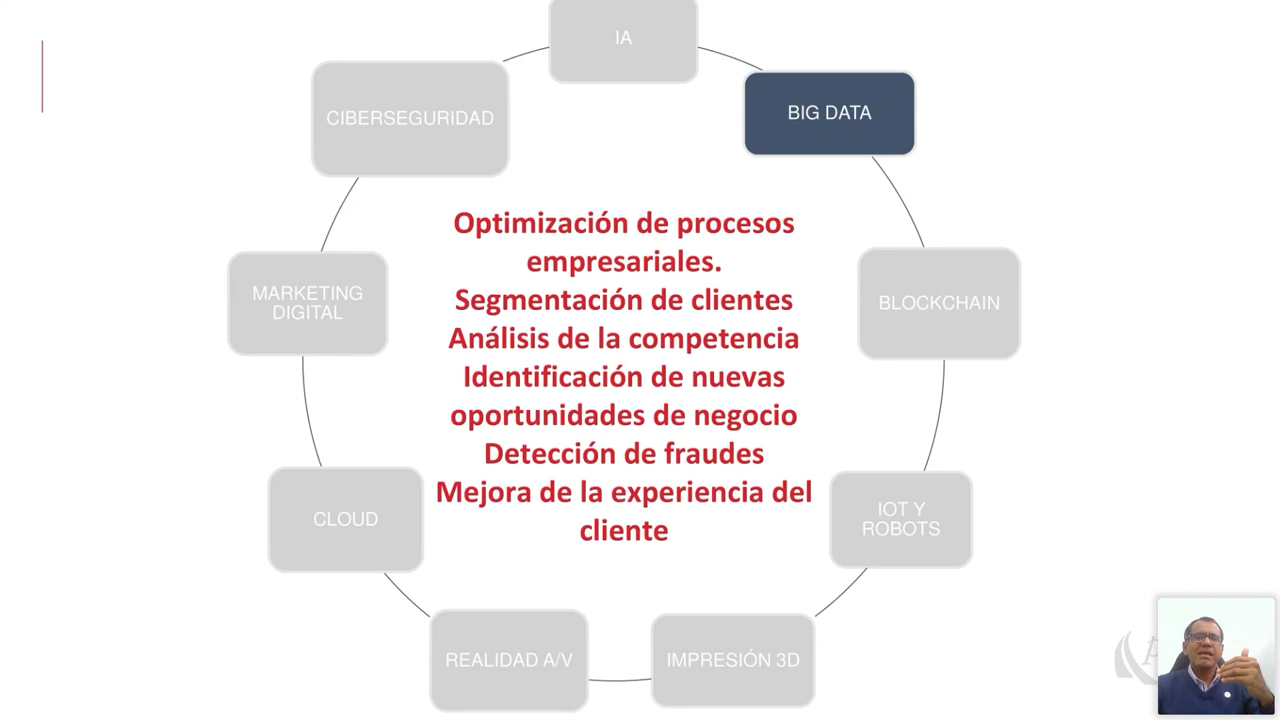 IA
CIBERSEGURIDAD
BIG DATA
Optimización de procesos
empresariales.
Segmentación de clientes
Análisis de la competencia
Identificación de nuevas
oportunidades de negocio
Detección de fraudes
Mejora de la experiencia del
cliente
MARKETING
DIGITAL
BLOCKCHAIN
CLOUD
IOT Y
ROBOTS
REALIDAD A/V
IMPRESIÓN 3D